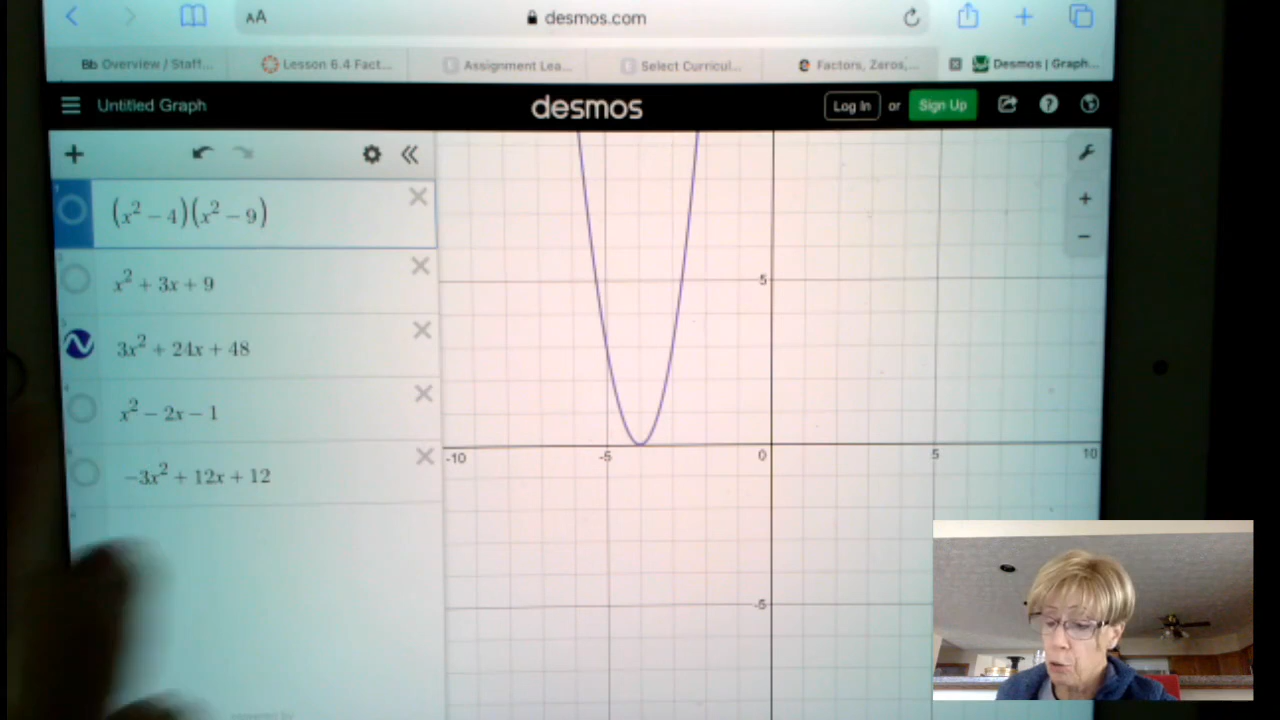 AA desmos.com
Bb Overview / Staff...
Lesson 6.4 Fact...
Assignment Lea...
Select Curricul...
Factors, Zeros,...
Desmos | Graph...
Untitled Graph desmos Log In or Sign Up
(x² – 4)(x² – 9)
x² + 3x + 9
3x² + 24x + 48
x² – 2x – 1
–3x² + 12x + 12
5
-10 -5 0 5 10
-5